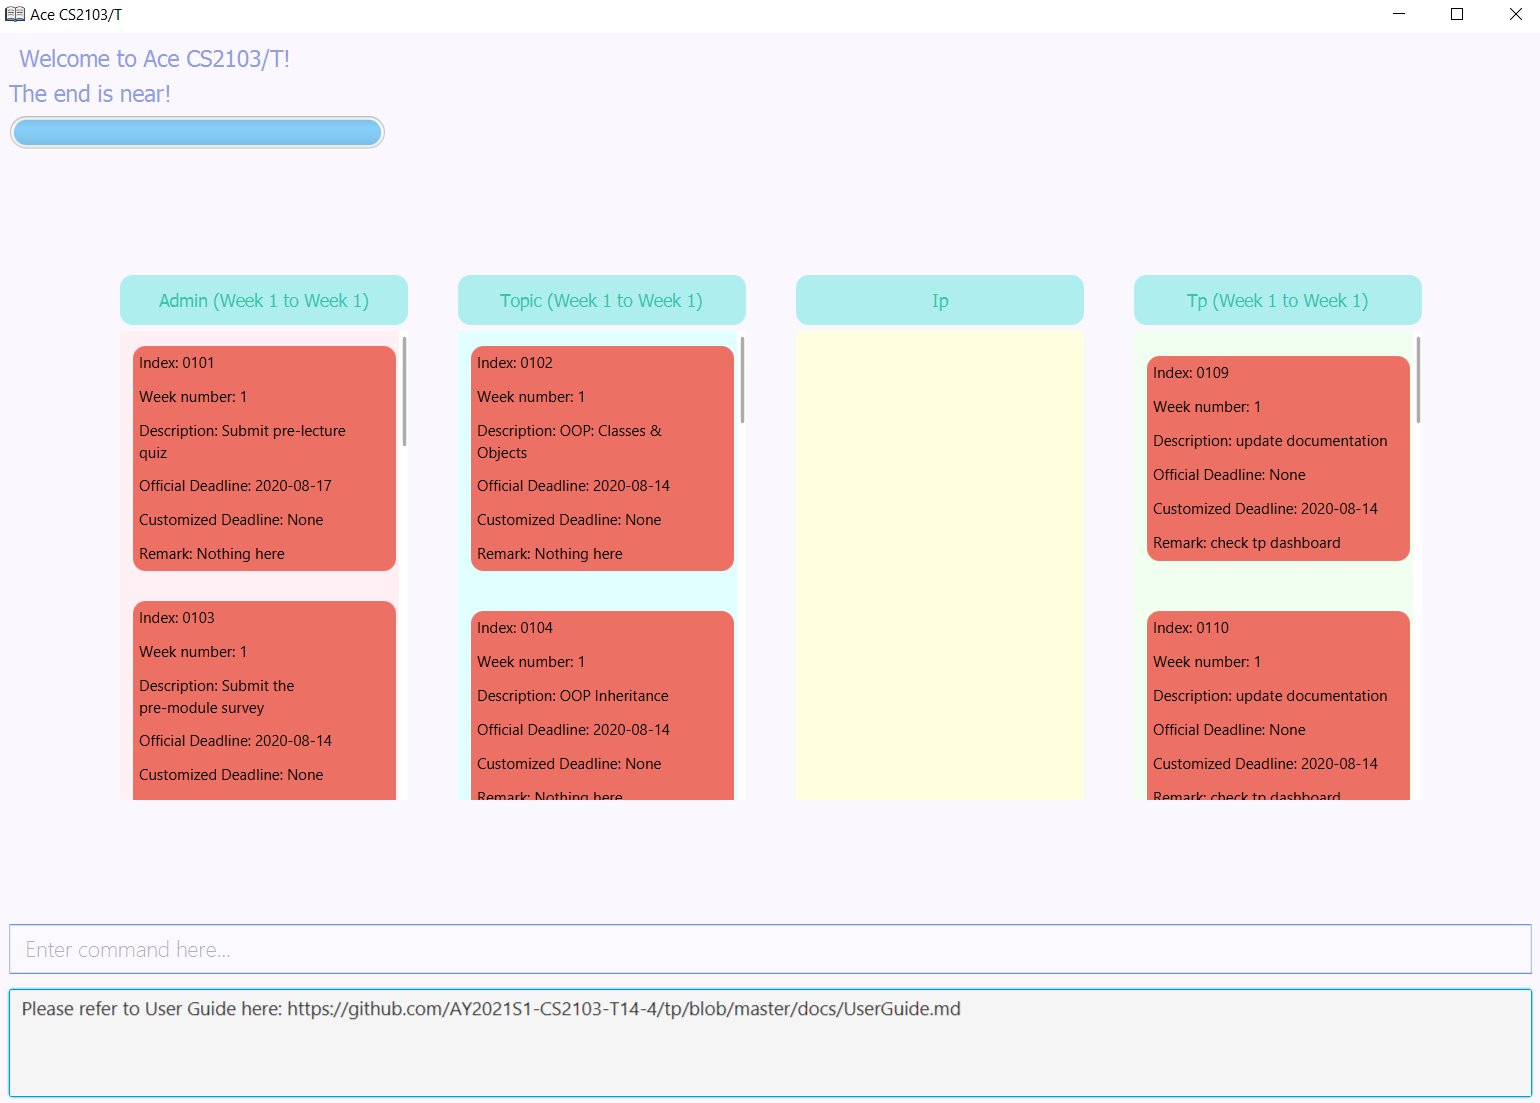 Ace CS2103/T
Welcome to Ace CS2103/T!
The end is near!
Admin (Week 1 to Week 1)
Index: 0101
Week number: 1
Description: Submit pre-lecture
quiz
Official Deadline: 2020-08-17
Customized Deadline: None
Remark: Nothing here
Index: 0103
Week number: 1
Description: Submit the
pre-module survey
Official Deadline: 2020-08-14
Customized Deadline: None
Topic (Week 1 to Week 1)
Index: 0102
Week number: 1
Description: OOP: Classes &
Objects
Official Deadline: 2020-08-14
Customized Deadline: None
Remark: Nothing here
Index: 0104
Week number: 1
Description: OOP Inheritance
Official Deadline: 2020-08-14
Customized Deadline: None
Remark: Nothing here
Ip
Tp (Week 1 to Week 1)
Index: 0109
Week number: 1
Description: update documentation
Official Deadline: None
Customized Deadline: 2020-08-14
Remark: check tp dashboard
Index: 0110
Week number: 1
Description: update documentation
Official Deadline: None
Customized Deadline: 2020-08-14
Remark: check tp dashboard
Enter command here...
Please refer to User Guide here: https://github.com/AY2021S1-CS2103-T14-4/tp/blob/master/docs/UserGuide.md